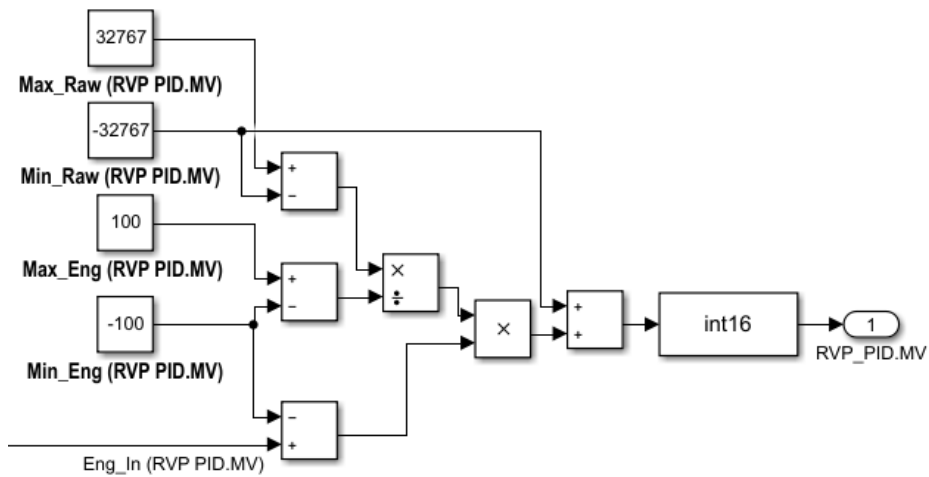 32767
Max_Raw (RVP PID.MV)
-32767
Min_Raw (RVP PID.MV)
+
−
100
Max_Eng (RVP PID.MV)
×
÷
+
−
-100
Min_Eng (RVP PID.MV)
×
+
+
int16
1
RVP_PID.MV
−
+
Eng_In (RVP PID.MV)